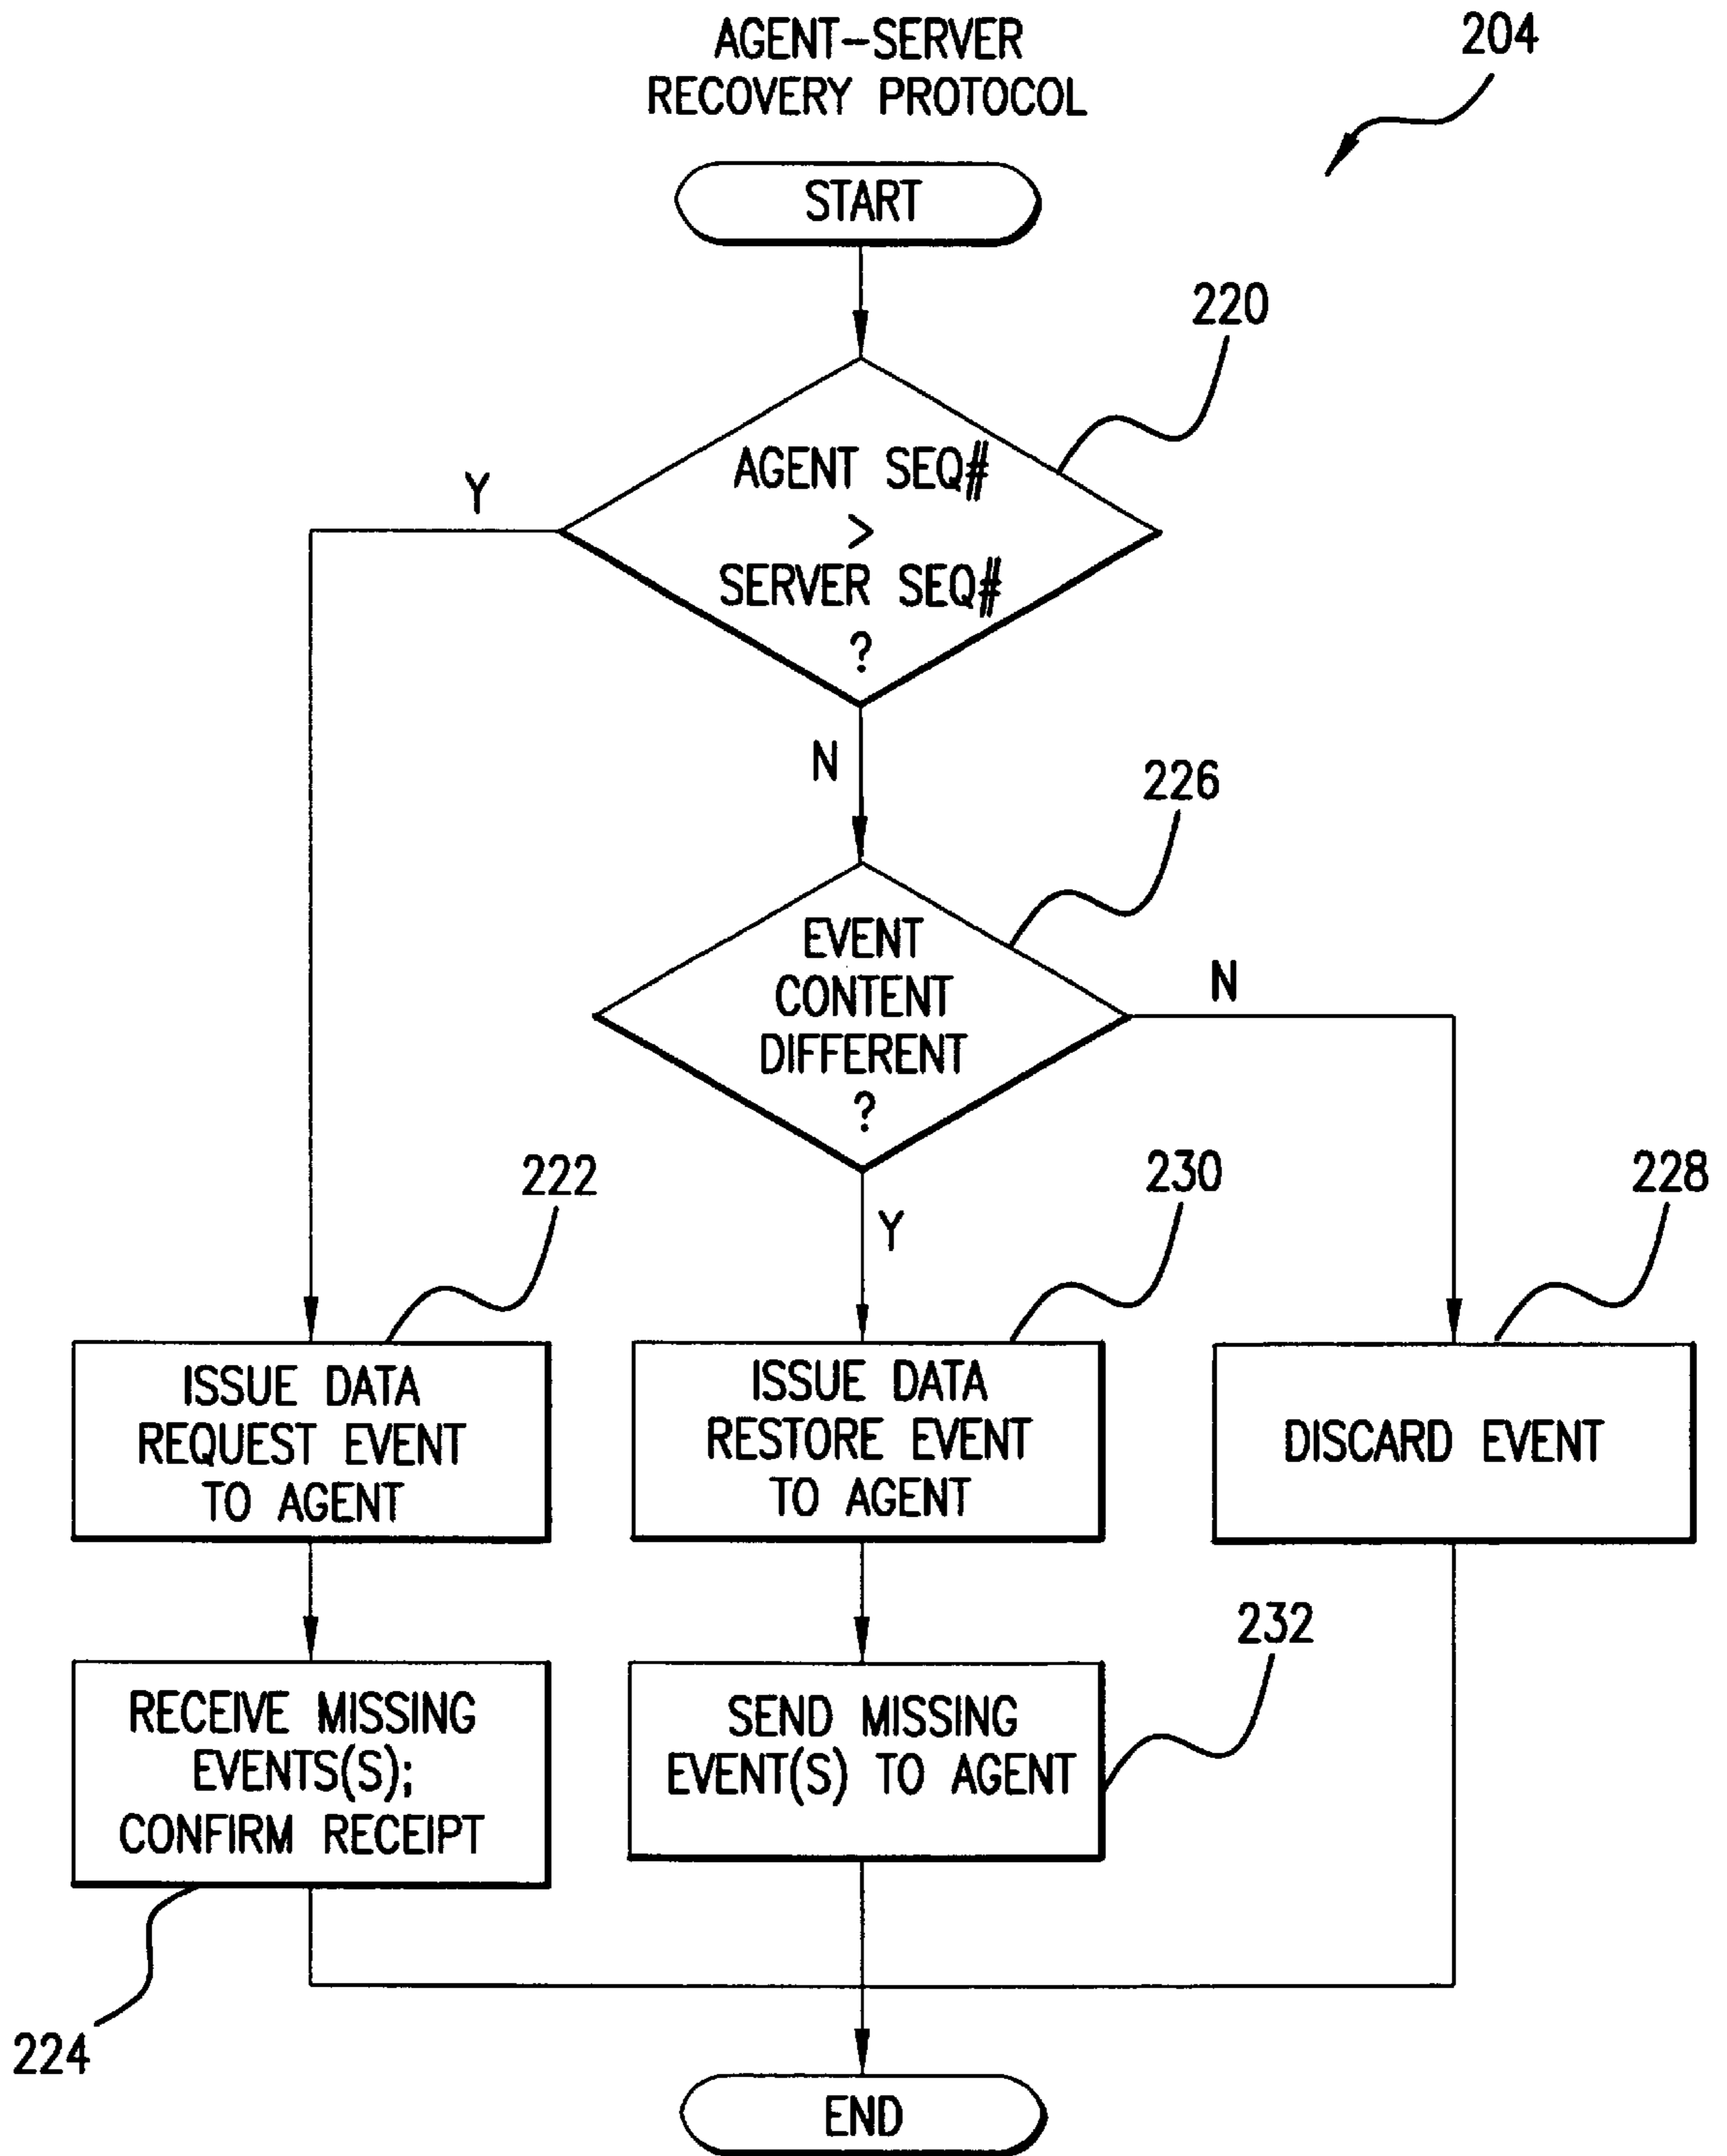 AGENT-SERVER
RECOVERY PROTOCOL
204
START
220
AGENT SEQ#
>
SERVER SEQ#
?
Y
N
226
EVENT
CONTENT
DIFFERENT
?
N
Y
222
230
228
ISSUE DATA
REQUEST EVENT
TO AGENT
ISSUE DATA
RESTORE EVENT
TO AGENT
DISCARD EVENT
232
RECEIVE MISSING
EVENTS(S);
CONFIRM RECEIPT
SEND MISSING
EVENT(S) TO AGENT
224
END